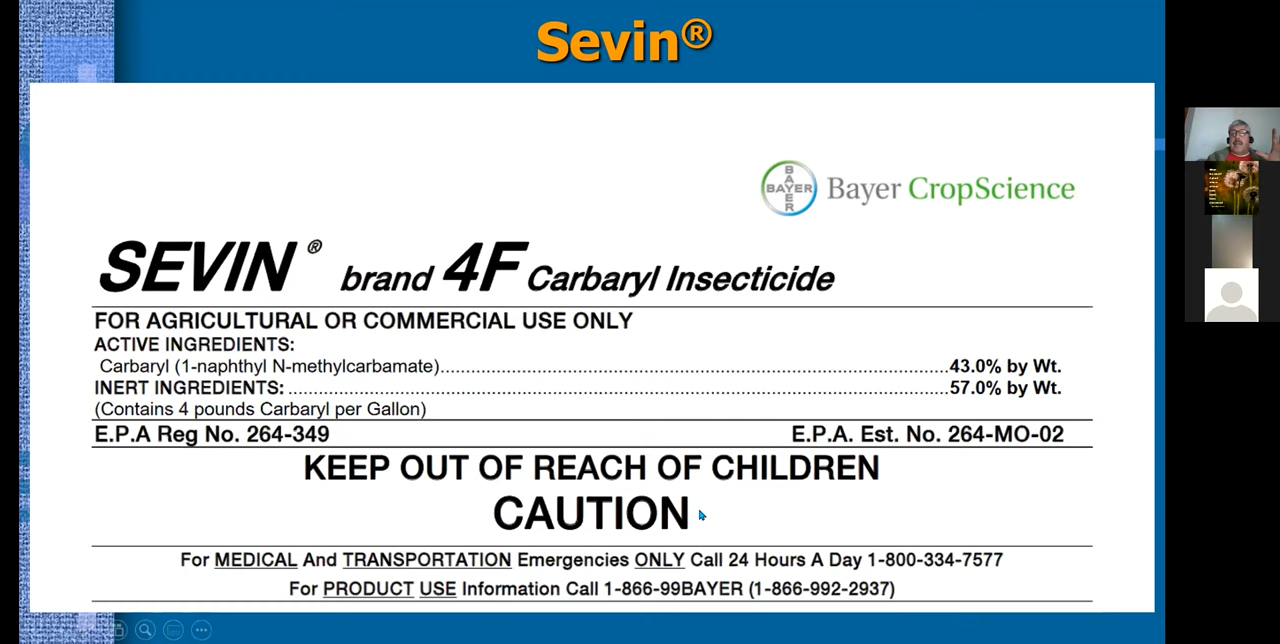 Sevin®
BAYER
BAYER
Bayer CropScience
SEVIN® brand 4F Carbaryl Insecticide
FOR AGRICULTURAL OR COMMERCIAL USE ONLY
ACTIVE INGREDIENTS:
Carbaryl (1-naphthyl N-methylcarbamate)..........................................................................................43.0% by Wt.
INERT INGREDIENTS: ..........................................................................................................................57.0% by Wt.
(Contains 4 pounds Carbaryl per Gallon)
E.P.A Reg No. 264-349 E.P.A. Est. No. 264-MO-02
KEEP OUT OF REACH OF CHILDREN
CAUTION
For MEDICAL And TRANSPORTATION Emergencies ONLY Call 24 Hours A Day 1-800-334-7577
For PRODUCT USE Information Call 1-866-99BAYER (1-866-992-2937)